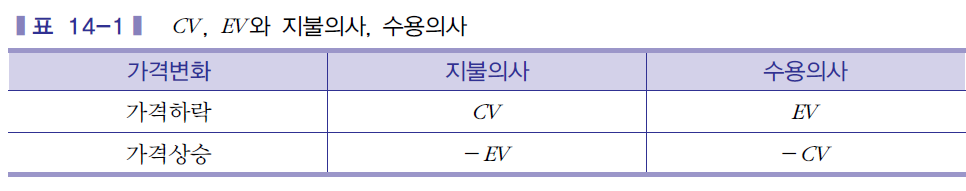 ▌표 14-1▐ CV, EV와 지불의사, 수용의사
가격변화 지불의사 수용의사
가격하락 CV EV
가격상승 -EV -CV